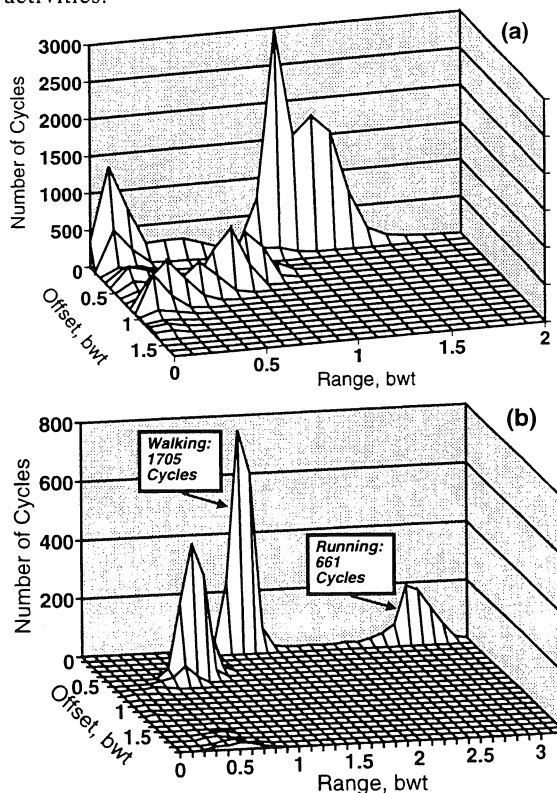 activities.
(a)
3000
2500
2000
1500
1000
500
0
Number of Cycles
0.5
1
1.5
Offset, bwt
0
0.5
1
1.5
2
Range, bwt
(b)
800
600
400
200
0
Number of Cycles
Walking:
1705
Cycles
Running:
661
Cycles
0.5
1
1.5
Offset, bwt
0
0.5
1
1.5
2
2.5
3
Range, bwt